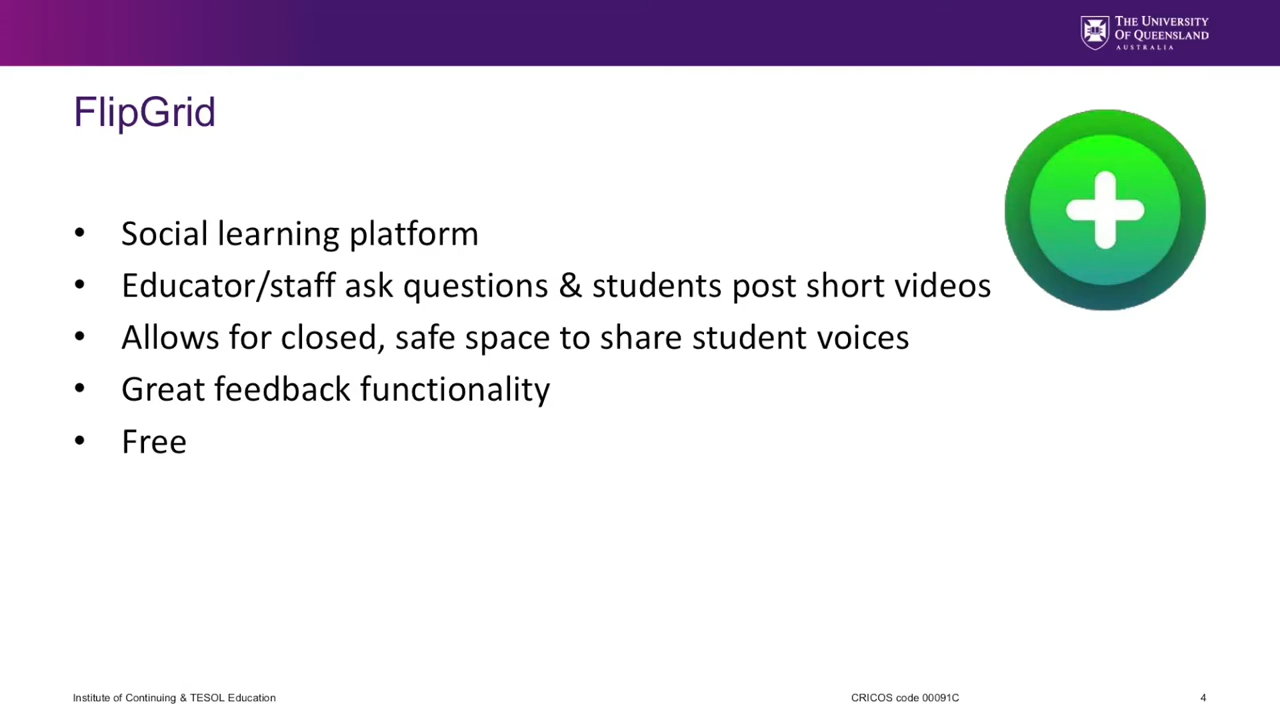 THE UNIVERSITY
OF QUEENSLAND
AUSTRALIA
FlipGrid
• Social learning platform
• Educator/staff ask questions & students post short videos
• Allows for closed, safe space to share student voices
• Great feedback functionality
• Free
Institute of Continuing & TESOL Education
CRICOS code 00091C
4